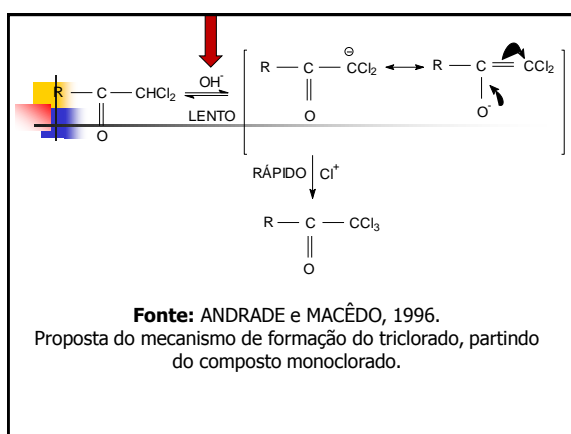 R — C — CHCl2 OH- LENTO [ R — C — CCl2 ⊖ ↔ R — C = CCl2 ]
O O O-
RÁPIDO Cl+
R — C — CCl3
O
Fonte: ANDRADE e MACÊDO, 1996.
Proposta do mecanismo de formação do triclorado, partindo
do composto monoclorado.